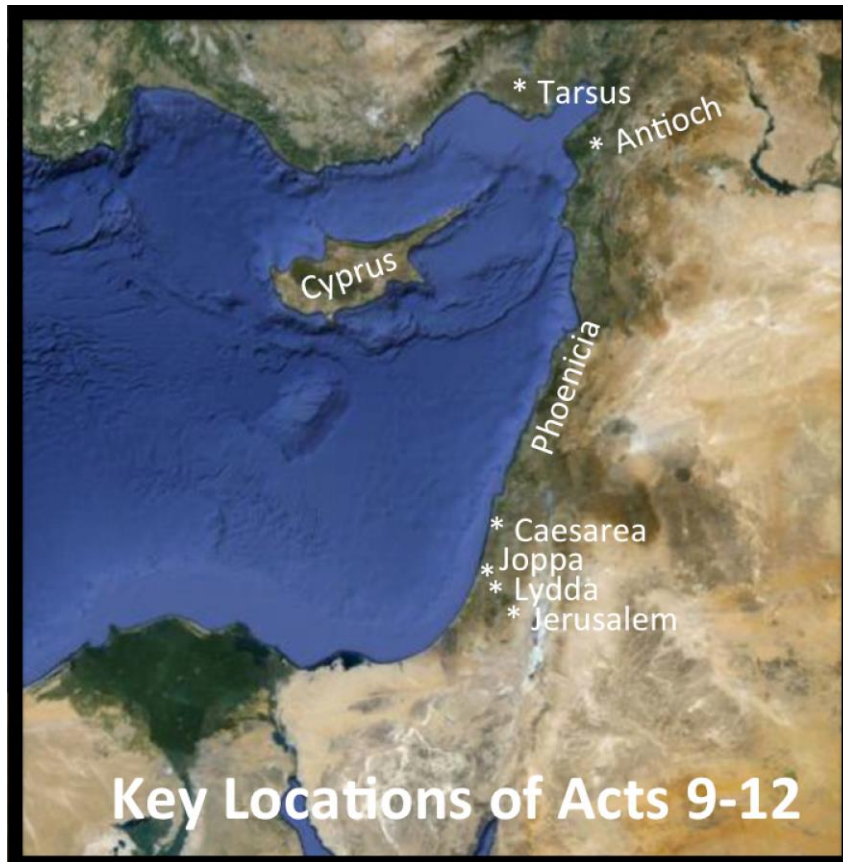 * Tarsus
* Antioch
Cyprus
Phoenicia
* Caesarea
* Joppa
* Lydda
* Jerusalem
Key Locations of Acts 9-12